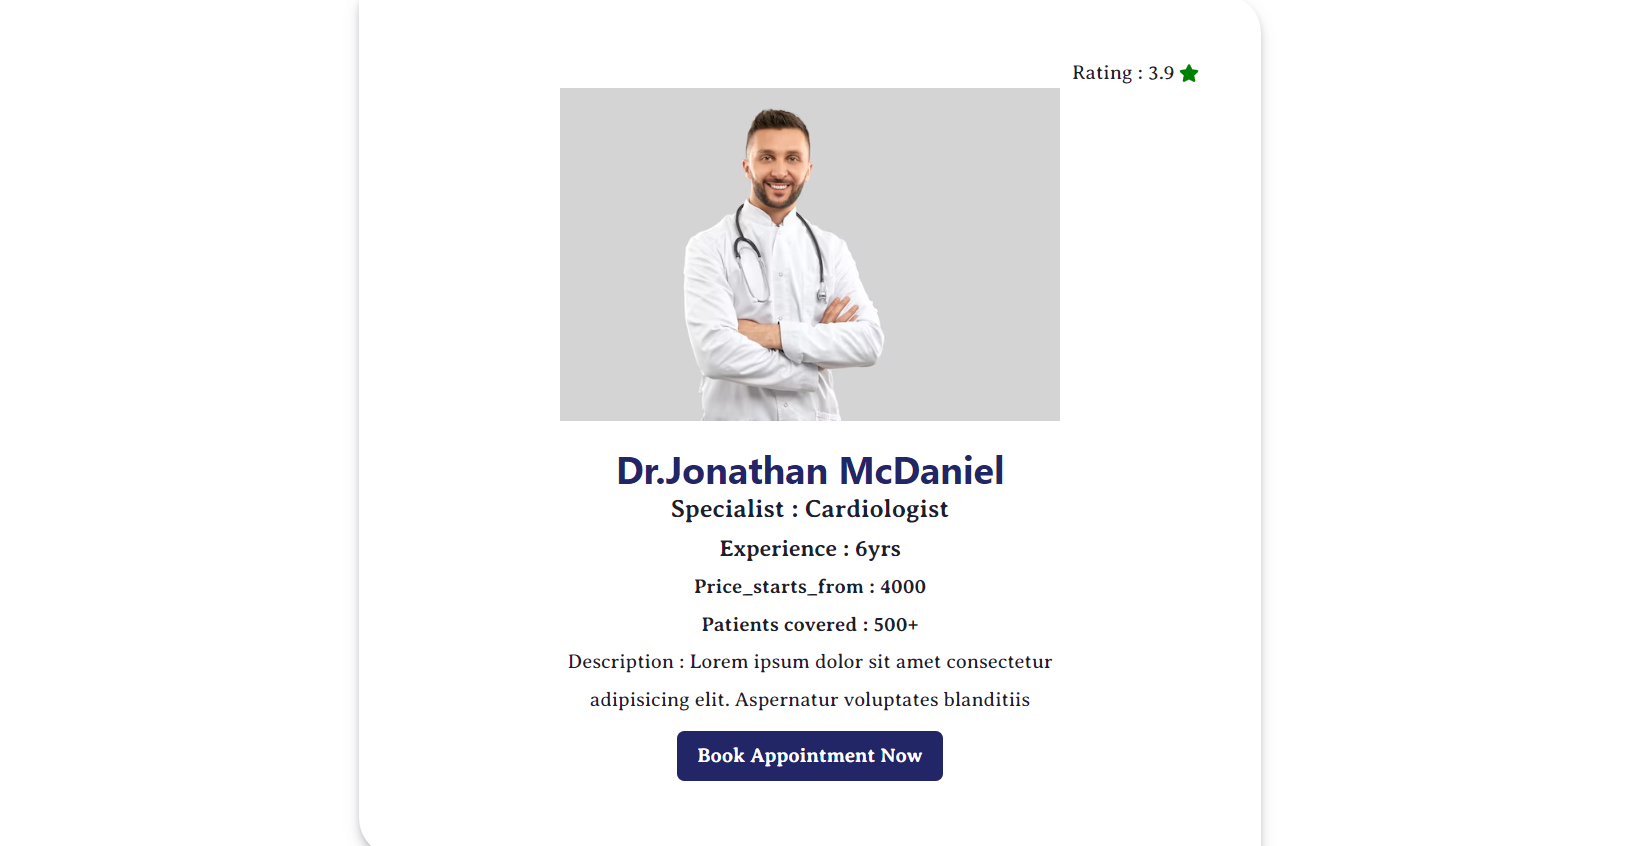 Rating : 3.9
Dr.Jonathan McDaniel
Specialist : Cardiologist
Experience : 6yrs
Price_starts_from : 4000
Patients covered : 500+
Description : Lorem ipsum dolor sit amet consectetur
adipisicing elit. Aspernatur voluptates blanditiis
Book Appointment Now